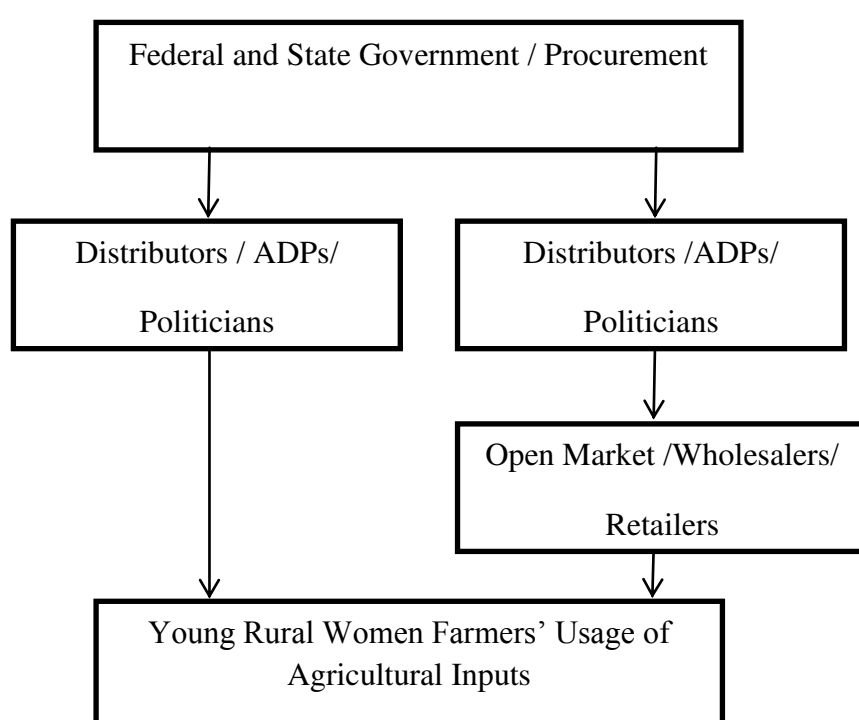 Federal and State Government / Procurement
Distributors / ADPs/
Politicians
Distributors /ADPs/
Politicians
Open Market /Wholesalers/
Retailers
Young Rural Women Farmers’ Usage of
Agricultural Inputs